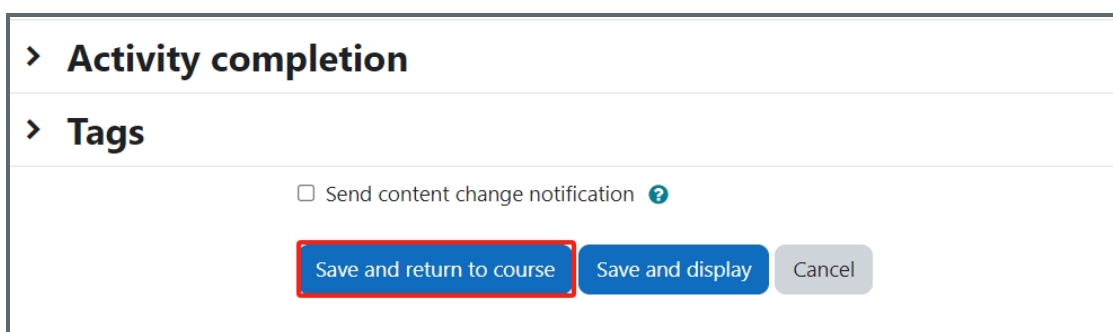 Activity completion
Tags
Send content change notification
Save and return to course Save and display Cancel